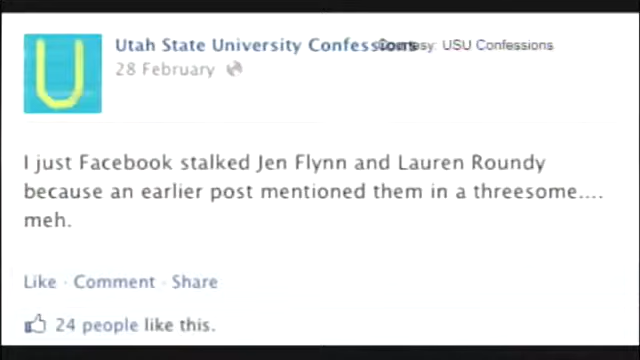 U
Utah State University Confessions
Courtesy: USU Confessions
28 February
I just Facebook stalked Jen Flynn and Lauren Roundy
because an earlier post mentioned them in a threesome....
meh.
Like · Comment · Share
24 people like this.